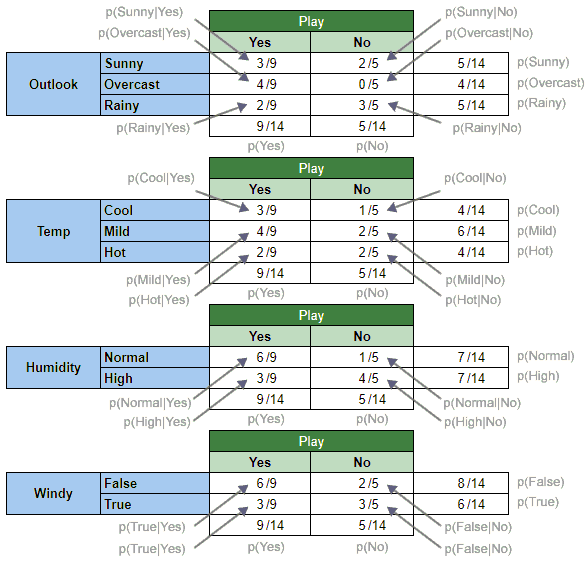 p(Sunny|Yes) Play p(Sunny|No)
p(Overcast|Yes) Yes No p(Overcast|No)
Outlook Sunny 3/9 2/5 5/14 p(Sunny)
Overcast 4/9 0/5 4/14 p(Overcast)
Rainy 2/9 3/5 5/14 p(Rainy)
p(Rainy|Yes) 9/14 5/14 p(Rainy|No)
p(Yes) p(No)
Play
p(Cool|Yes) Yes No p(Cool|No)
Temp Cool 3/9 1/5 4/14 p(Cool)
Mild 4/9 2/5 6/14 p(Mild)
Hot 2/9 2/5 4/14 p(Hot)
p(Mild|Yes) 9/14 5/14 p(Mild|No)
p(Hot|Yes) p(Yes) p(No) p(Hot|No)
Play
Yes No
Humidity Normal 6/9 1/5 7/14 p(Normal)
High 3/9 4/5 7/14 p(High)
p(Normal|Yes) 9/14 5/14 p(Normal|No)
p(High|Yes) p(Yes) p(No) p(High|No)
Play
Yes No
Windy False 6/9 2/5 8/14 p(False)
True 3/9 3/5 6/14 p(True)
p(True|Yes) 9/14 5/14 p(False|No)
p(True|Yes) p(Yes) p(No) p(False|No)